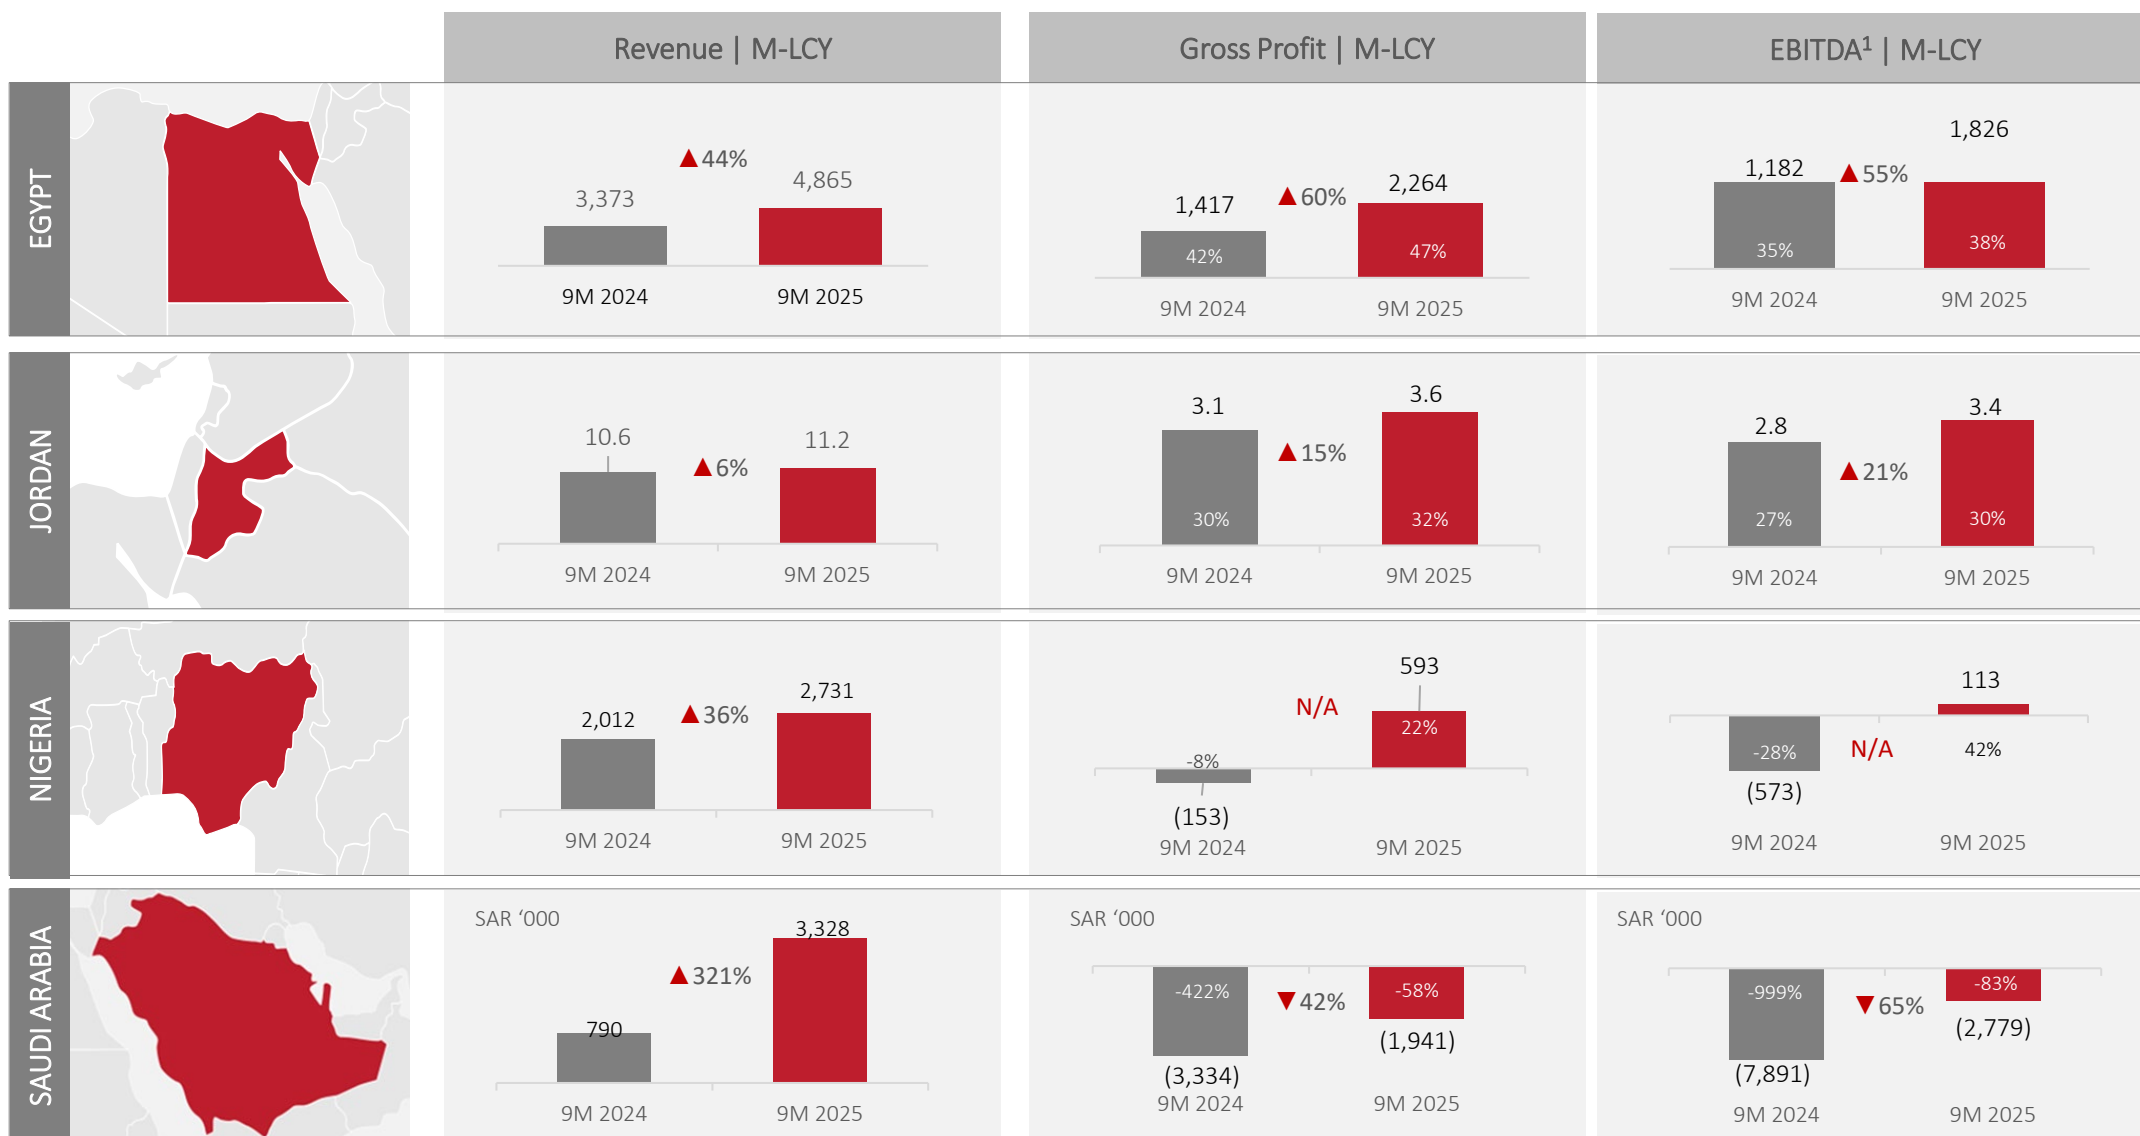 Revenue | M-LCY
Gross Profit | M-LCY
EBITDA¹ | M-LCY
EGYPT
3,373
▲44%
4,865
9M 2024
9M 2025
1,417
42%
▲60%
2,264
47%
9M 2024
9M 2025
1,182
35%
▲55%
1,826
38%
9M 2024
9M 2025
JORDAN
10.6
▲6%
11.2
9M 2024
9M 2025
3.1
30%
▲15%
3.6
32%
9M 2024
9M 2025
2.8
27%
▲21%
3.4
30%
9M 2024
9M 2025
NIGERIA
2,012
▲36%
2,731
9M 2024
9M 2025
-8%
(153)
N/A
593
22%
9M 2024
9M 2025
-28%
(573)
N/A
113
42%
9M 2024
9M 2025
SAUDI ARABIA
SAR ‘000
790
▲321%
3,328
9M 2024
9M 2025
SAR ‘000
-422%
(3,334)
▼42%
-58%
(1,941)
9M 2024
9M 2025
SAR ‘000
-999%
(7,891)
▼65%
-83%
(2,779)
9M 2024
9M 2025